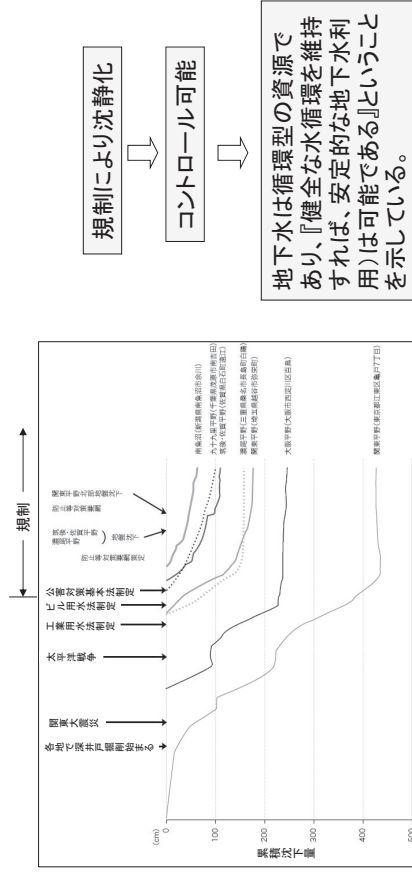 規制
各地で深井戸掘削始まる
関東大震災
太平洋戦争
工業用水法制定
ビル用水法制定
公害対策基本法制定
筑後・佐賀平野
濃尾平野
地盤沈下
防止等対策要綱策定
関東平野北部地盤沈下
防止等対策要綱
(cm)
0
100
200
300
400
500
累積沈下量
南魚沼(新潟県南魚沼市余川)
九十九里平野(千葉県茂原市南吉田)
筑後・佐賀平野(佐賀県白石町遠江)
濃尾平野(三重県桑名市長島町白鶏)
関東平野(埼玉県越谷市弥栄町)
大阪平野(大阪市西淀川区百島)
関東平野(東京都江東区亀戸7丁目)
規制により沈静化
コントロール可能
地下水は循環型の資源で
あり、『健全な水循環を維持
すれば、安定的な地下水利
用)は可能である』ということ
を示している。